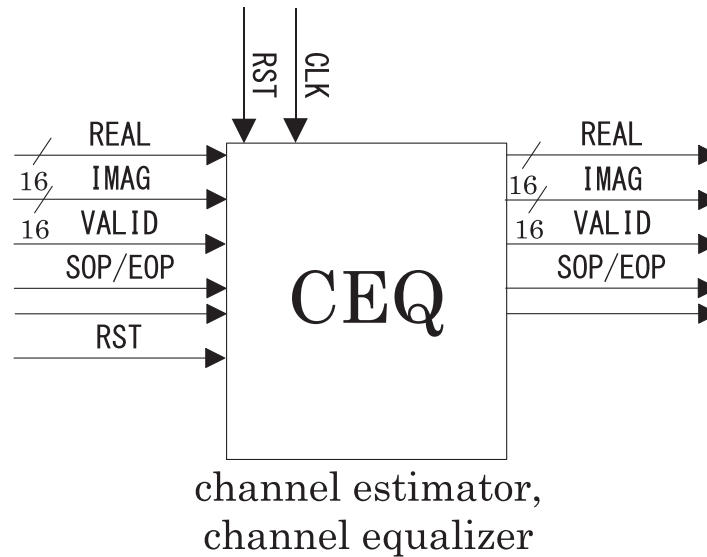 RST
CLK
REAL
16
IMAG
16
VALID
SOP/EOP
RST
CEQ
REAL
16
IMAG
16
VALID
SOP/EOP
channel estimator,
channel equalizer